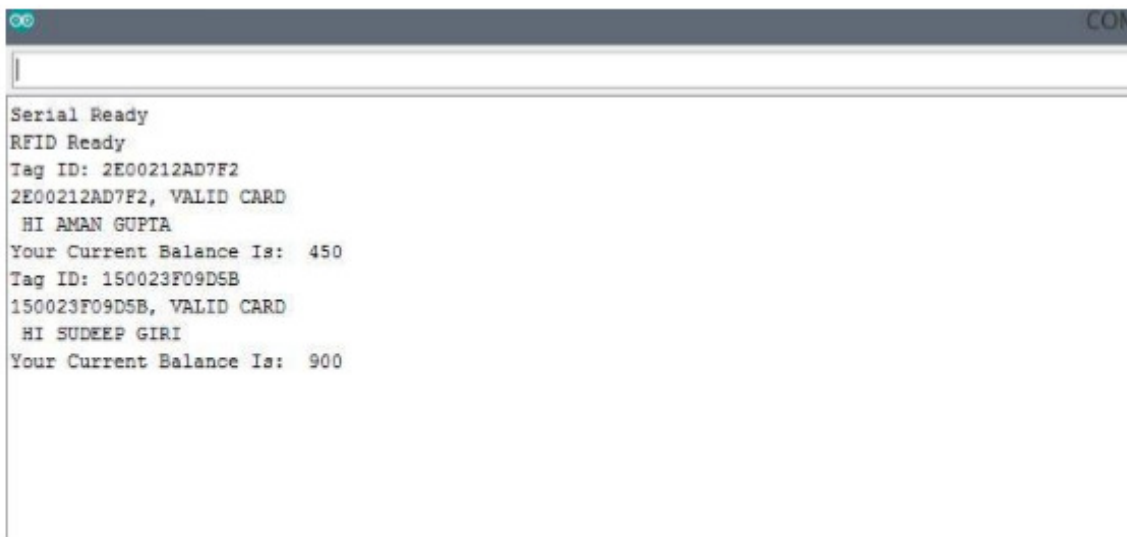 COM
Serial Ready
RFID Ready
Tag ID: 2E00212AD7F2
2E00212AD7F2, VALID CARD
HI AMAN GUPTA
Your Current Balance Is: 450
Tag ID: 150023F09D5B
150023F09D5B, VALID CARD
HI SUDEEP GIRI
Your Current Balance Is: 900